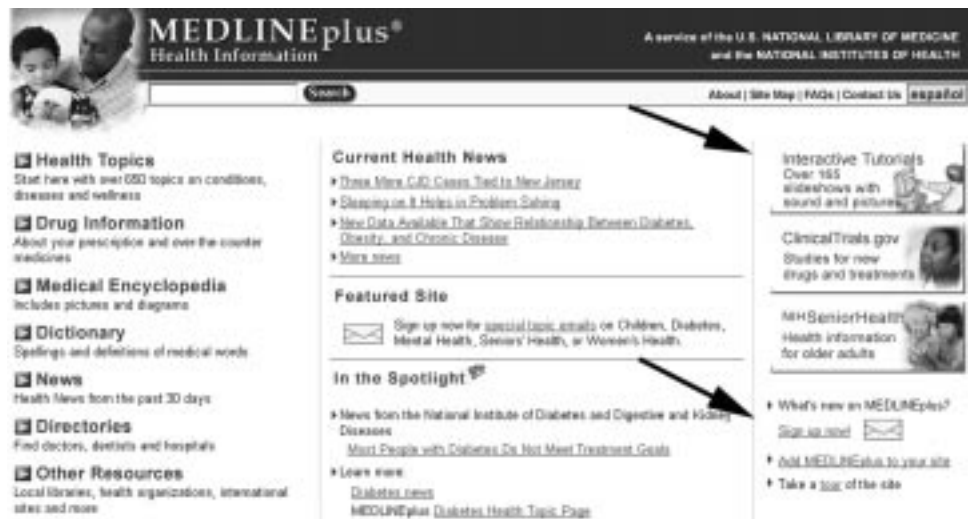 MEDLINEplus®
Health Information
A service of the U.S. NATIONAL LIBRARY OF MEDICINE
and the NATIONAL INSTITUTES OF HEALTH
Search
About | Site Map | FAQs | Contact Us | español
Health Topics
Start here with over 650 topics on conditions,
diseases and wellness
Drug Information
About your prescription and over the counter
medicines
Medical Encyclopedia
Includes pictures and diagrams
Dictionary
Spellings and definitions of medical words
News
Health News from the past 30 days
Directories
Find doctors, dentists and hospitals
Other Resources
Local libraries, health organizations, international
sites and more
Current Health News
Three More CJD Cases Tied to New Jersey
Sleeping on It Helps in Problem Solving
New Data Available That Show Relationship Between Diabetes,
Obesity, and Chronic Disease
More news
Featured Site
Sign up now for special topic emails on Children, Diabetes,
Mental Health, Seniors' Health, or Women's Health.
In the Spotlight
News from the National Institute of Diabetes and Digestive and Kidney
Diseases
Most People with Diabetes Do Not Meet Treatment Goals
Learn more
Diabetes news
MEDLINEplus Diabetes Health Topic Page
Interactive Tutorials
Over 165
slideshows with
sound and pictures
ClinicalTrials.gov
Studies for new
drugs and treatments
NIHSeniorHealth
Health information
for older adults
What's new on MEDLINEplus?
Sign up now!
Add MEDLINEplus to your site
Take a tour of the site